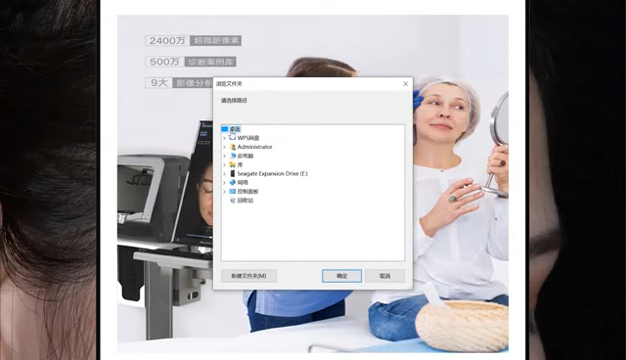 2400万 超微距像素
500万 诊断案例库
9大 影像分析
浏览文件夹
请选择路径
桌面
WPS网盘
Administrator
此电脑
库
Seagate Expansion Drive (E:)
网络
控制面板
回收站
新建文件夹(M)
确定
取消